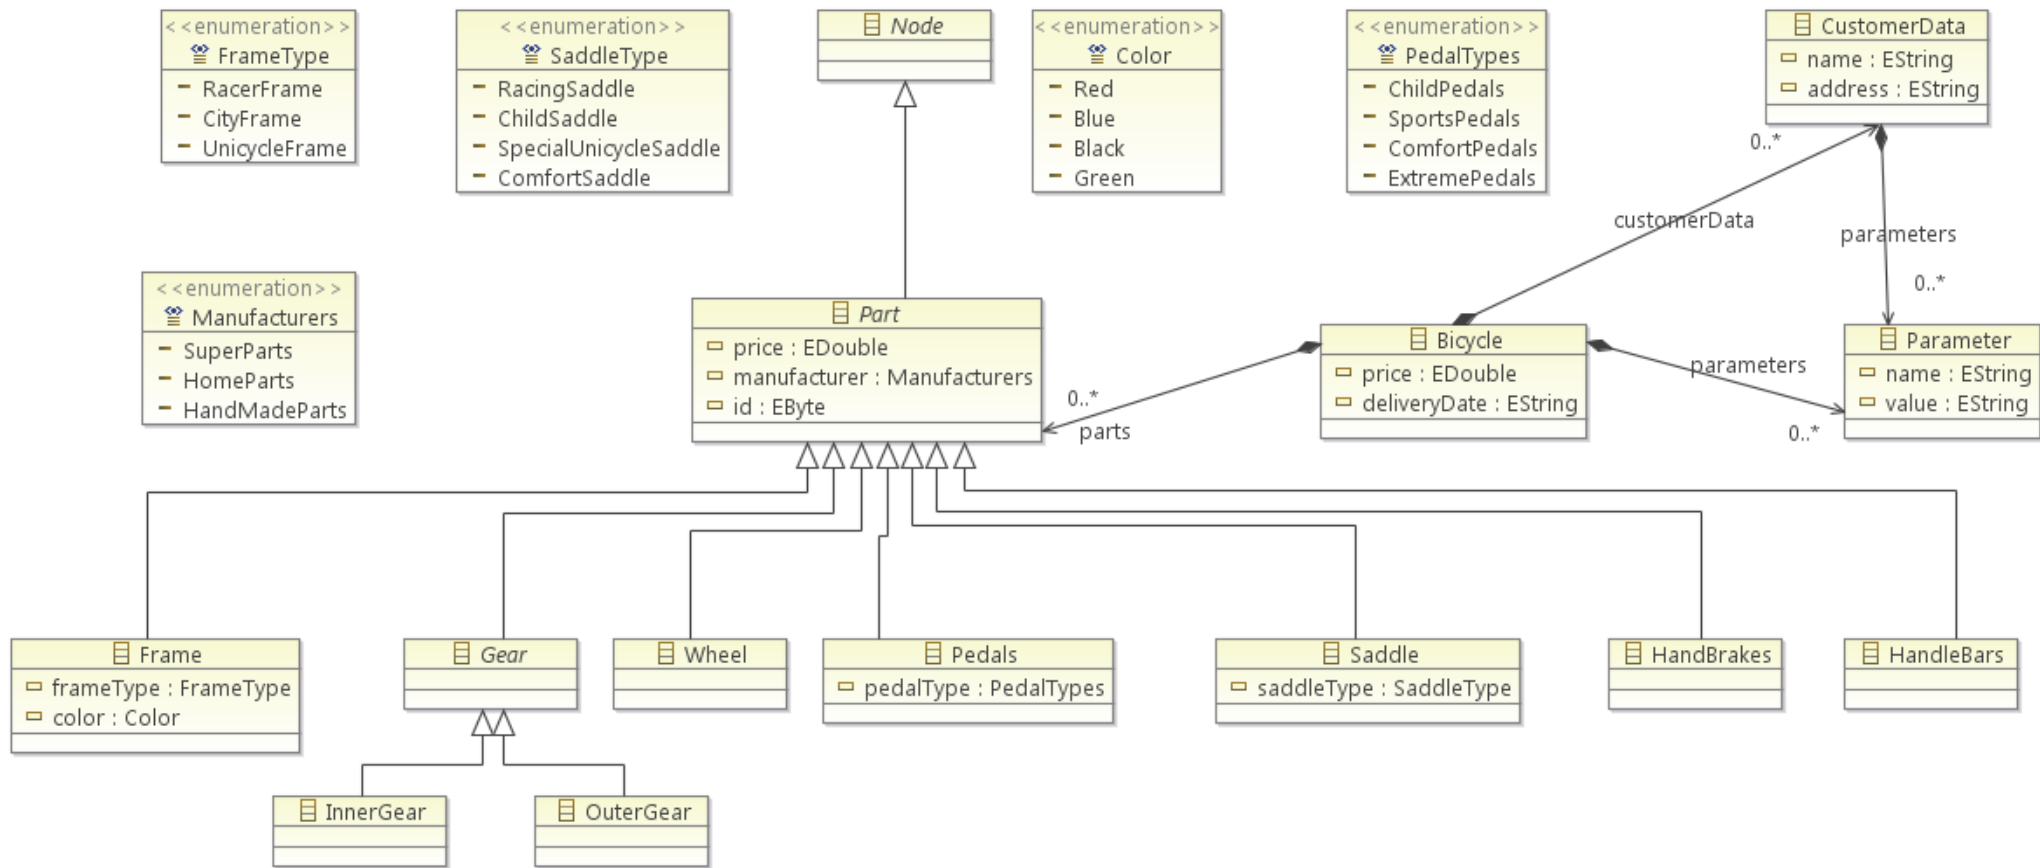 <<enumeration>>
FrameType
RacerFrame
CityFrame
UnicycleFrame
<<enumeration>>
SaddleType
RacingSaddle
ChildSaddle
SpecialUnicycleSaddle
ComfortSaddle
Node
<<enumeration>>
Color
Red
Blue
Black
Green
<<enumeration>>
PedalTypes
ChildPedals
SportsPedals
ComfortPedals
ExtremePedals
CustomerData
name : EString
address : EString
0..*
customerData
parameters
0..*
<<enumeration>>
Manufacturers
SuperParts
HomeParts
HandMadeParts
Part
price : EDouble
manufacturer : Manufacturers
id : EByte
0..*
parts
Bicycle
price : EDouble
deliveryDate : EString
parameters
0..*
Parameter
name : EString
value : EString
Frame
frameType : FrameType
color : Color
Gear
Wheel
Pedals
pedalType : PedalTypes
Saddle
saddleType : SaddleType
HandBrakes
HandleBars
InnerGear
OuterGear